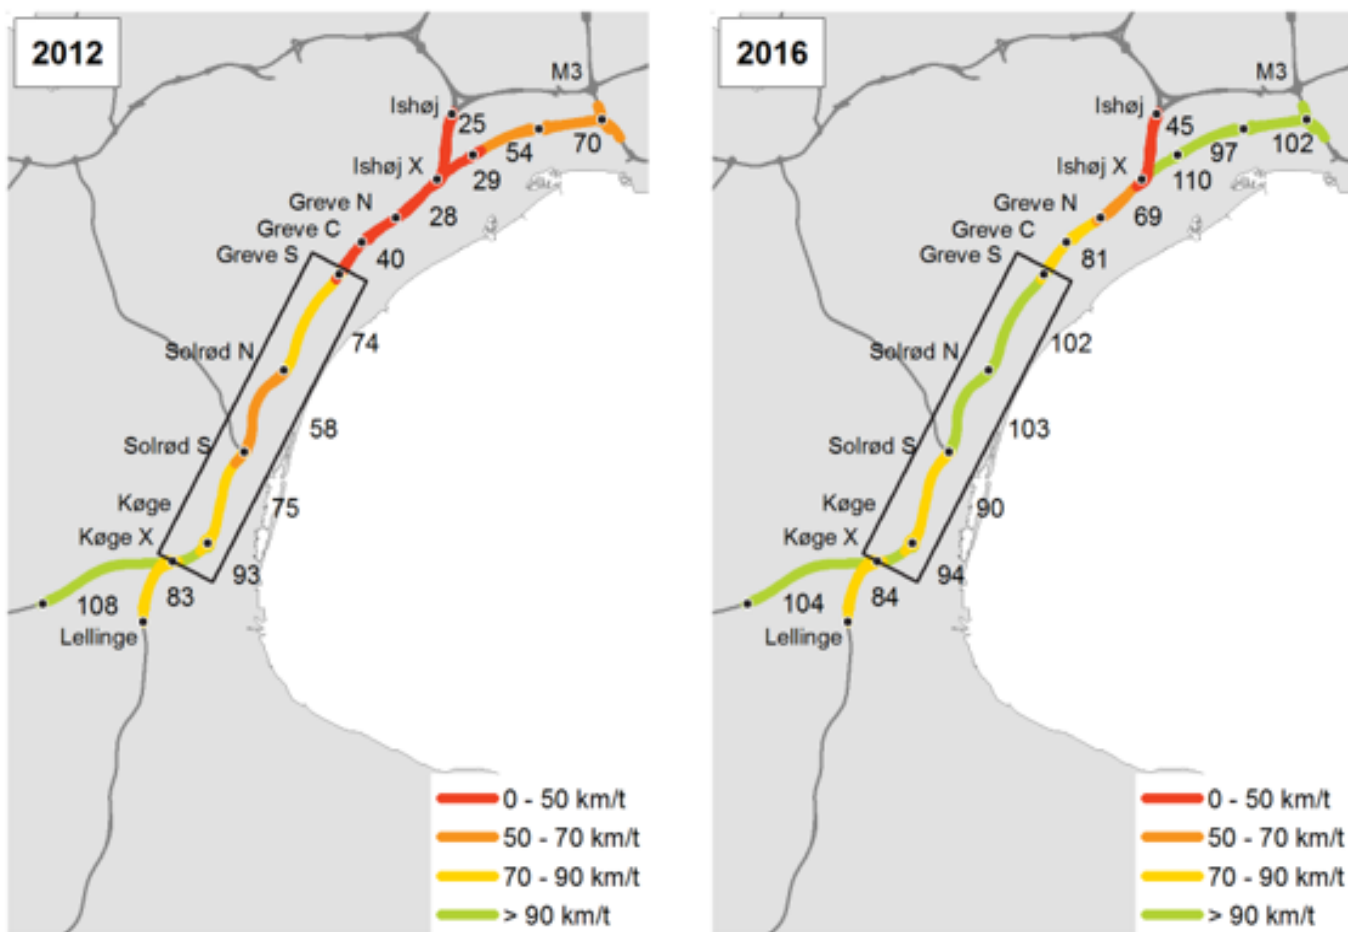 2012
M3
Ishøj
25
54
70
Ishøj X
29
Greve N
28
Greve C
Greve S
40
74
Solrød N
58
Solrød S
75
Køge
Køge X
93
108
83
Lellinge
0 - 50 km/t
50 - 70 km/t
70 - 90 km/t
> 90 km/t
2016
M3
Ishøj
45
97
102
Ishøj X
110
Greve N
69
Greve C
Greve S
81
102
Solrød N
103
Solrød S
90
Køge
Køge X
94
104
84
Lellinge
0 - 50 km/t
50 - 70 km/t
70 - 90 km/t
> 90 km/t